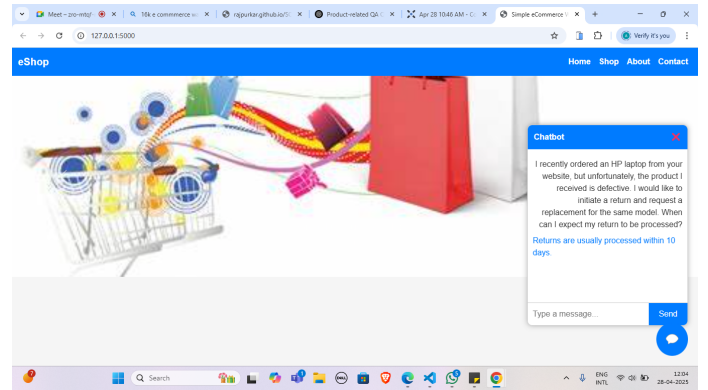 Meet – zro-mtqf
16k e commmerce w
rajpurkar.github.io/S
Product-related QA
Apr 28 10:46 AM - C
Simple eCommerce
127.0.0.1:5000
Verify it's you
eShop
Home Shop About Contact
Chatbot
I recently ordered an HP laptop from your
website, but unfortunately, the product I
received is defective. I would like to
initiate a return and request a
replacement for the same model. When
can I expect my return to be processed?
Returns are usually processed within 10
days.
Type a message...
Send
Search
ENG
INTL
12:04
28-04-2025